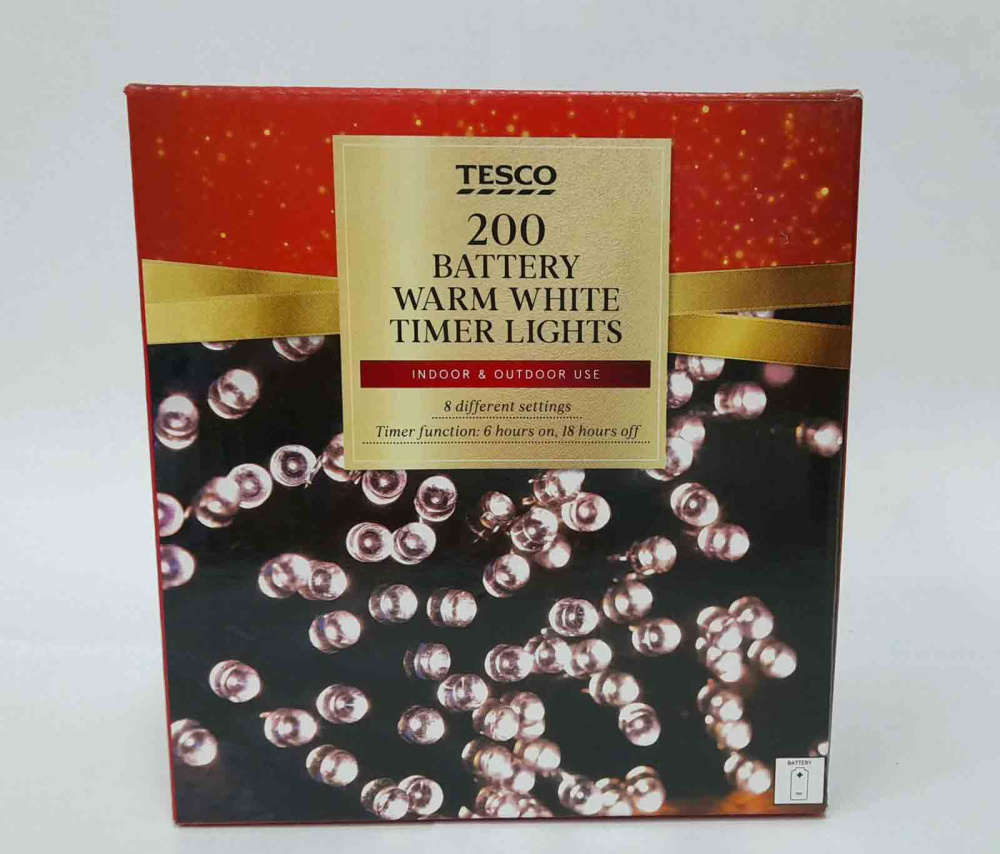 TESCO
200
BATTERY
WARM WHITE
TIMER LIGHTS
INDOOR & OUTDOOR USE
8 different settings
Timer function: 6 hours on, 18 hours off
BATTERY